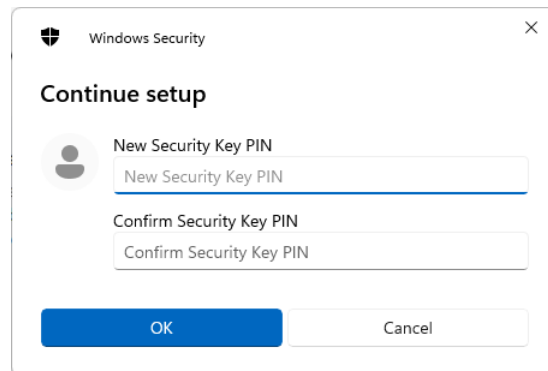 Windows Security
Continue setup
New Security Key PIN
New Security Key PIN
Confirm Security Key PIN
Confirm Security Key PIN
OK Cancel